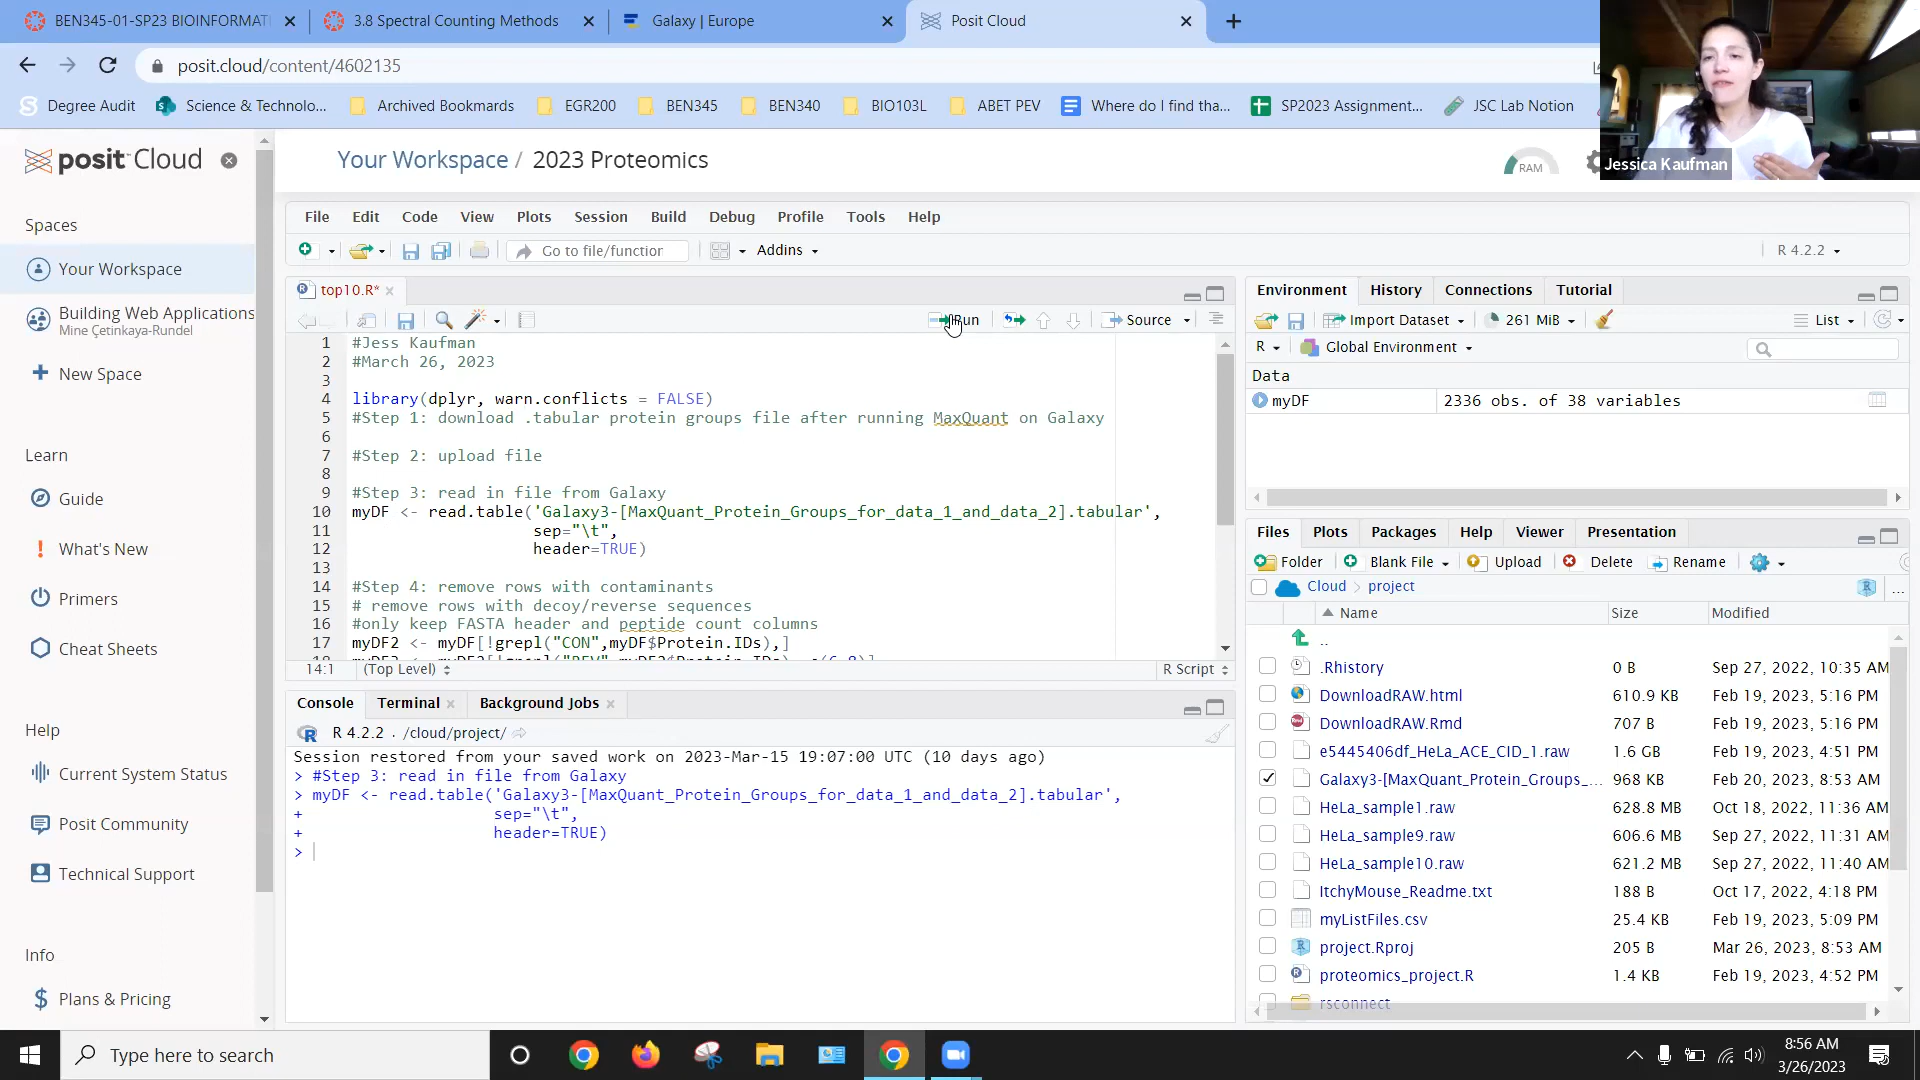 BEN345-01-SP23 BIOINFORMATI
3.8 Spectral Counting Methods
Galaxy | Europe
Posit Cloud
posit.cloud/content/4602135
Degree Audit
Science & Technolo...
Archived Bookmarks
EGR200
BEN345
BEN340
BIO103L
ABET PEV
Where do I find tha...
SP2023 Assignment...
JSC Lab Notion
Jessica Kaufman
posit Cloud
Your Workspace / 2023 Proteomics
RAM
Spaces
Your Workspace
Building Web Applications
Mine Çetinkaya-Rundel
New Space
Learn
Guide
What's New
Primers
Cheat Sheets
Help
Current System Status
Posit Community
Technical Support
Info
Plans & Pricing
File Edit Code View Plots Session Build Debug Profile Tools Help
Go to file/function
Addins
R 4.2.2
top10.R*
Run
Source
1 #Jess Kaufman
2 #March 26, 2023
3
4 library(dplyr, warn.conflicts = FALSE)
5 #Step 1: download .tabular protein groups file after running MaxQuant on Galaxy
6
7 #Step 2: upload file
8
9 #Step 3: read in file from Galaxy
10 myDF <- read.table('Galaxy3-[MaxQuant_Protein_Groups_for_data_1_and_data_2].tabular',
11 sep="\t",
12 header=TRUE)
13
14 #Step 4: remove rows with contaminants
15 # remove rows with decoy/reverse sequences
16 #only keep FASTA header and peptide count columns
17 myDF2 <- myDF[!grepl("CON",myDF$Protein.IDs),]
14:1 (Top Level) R Script
Console Terminal Background Jobs
R 4.2.2 . /cloud/project/
Session restored from your saved work on 2023-Mar-15 19:07:00 UTC (10 days ago)
> #Step 3: read in file from Galaxy
> myDF <- read.table('Galaxy3-[MaxQuant_Protein_Groups_for_data_1_and_data_2].tabular',
+ sep="\t",
+ header=TRUE)
>
Environment History Connections Tutorial
Import Dataset 261 MiB List
R Global Environment
Data
myDF 2336 obs. of 38 variables
Files Plots Packages Help Viewer Presentation
Folder Blank File Upload Delete Rename
Cloud > project ...
Name Size Modified
..
.Rhistory 0 B Sep 27, 2022, 10:35 AM
DownloadRAW.html 610.9 KB Feb 19, 2023, 5:16 PM
DownloadRAW.Rmd 707 B Feb 19, 2023, 5:16 PM
e5445406df_HeLa_ACE_CID_1.raw 1.6 GB Feb 19, 2023, 4:51 PM
Galaxy3-[MaxQuant_Protein_Groups_... 968 KB Feb 20, 2023, 8:53 AM
HeLa_sample1.raw 628.8 MB Oct 18, 2022, 11:36 AM
HeLa_sample9.raw 606.6 MB Sep 27, 2022, 11:31 AM
HeLa_sample10.raw 621.2 MB Sep 27, 2022, 11:40 AM
ItchyMouse_Readme.txt 188 B Oct 17, 2022, 4:18 PM
myListFiles.csv 25.4 KB Feb 19, 2023, 5:09 PM
project.Rproj 205 B Mar 26, 2023, 8:53 AM
proteomics_project.R 1.4 KB Feb 19, 2023, 4:52 PM
rsconnect
Type here to search
8:56 AM
3/26/2023